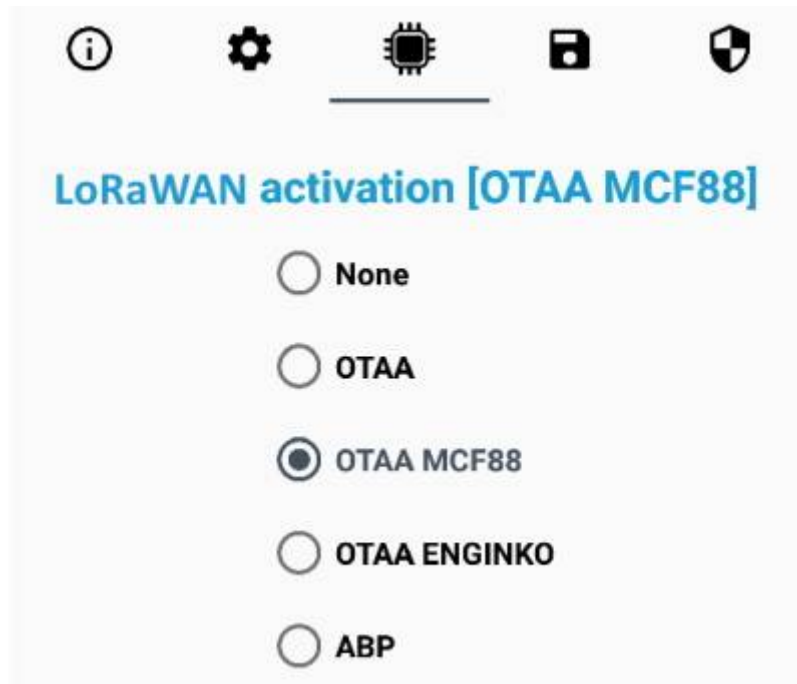 LoRaWAN activation [OTAA MCF88]
None
OTAA
OTAA MCF88
OTAA ENGINKO
ABP